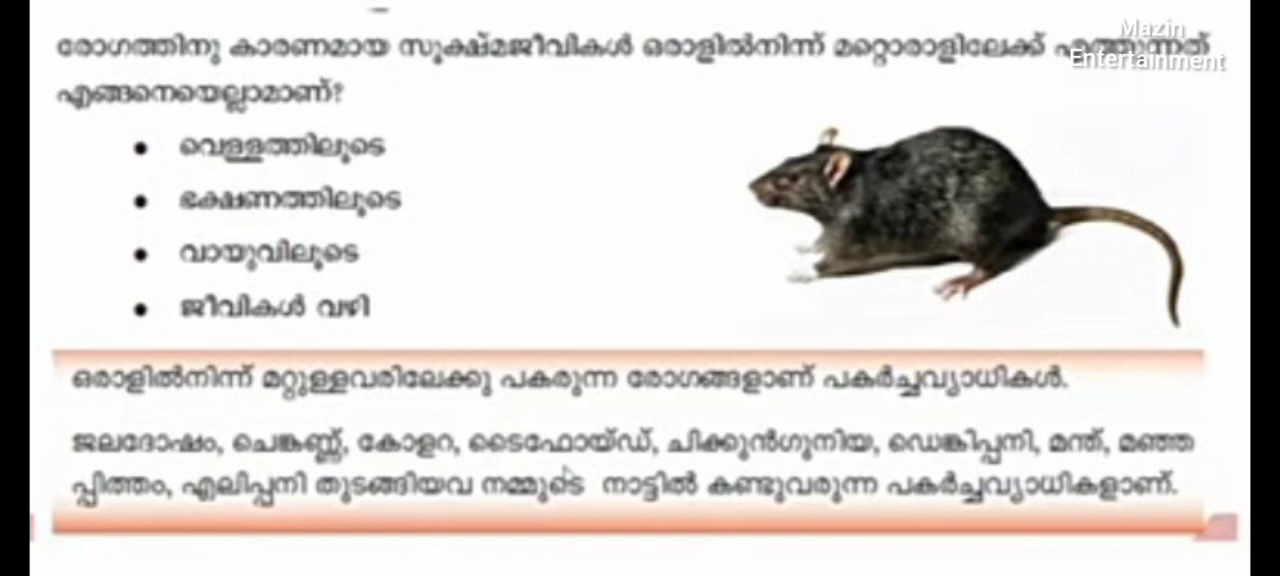 രോഗത്തിനു കാരണമായ സൂക്ഷ്മജീവികൾ ഒരാളിൽനിന്ന് മറ്റൊരാളിലേക്ക് എത്തുന്നത്
Mazin
Entertainment
എങ്ങനെയെല്ലാമാണ്?
• വെള്ളത്തിലൂടെ
• ഭക്ഷണത്തിലൂടെ
• വായുവിലൂടെ
• ജീവികൾ വഴി
ഒരാളിൽനിന്ന് മറ്റുള്ളവരിലേക്കു പകരുന്ന രോഗങ്ങളാണ് പകർച്ചവ്യാധികൾ.
ജലദോഷം, ചെങ്കണ്ണ്, കോളറ, ടൈഫോയ്ഡ്, ചിക്കുൻഗുനിയ, ഡെങ്കിപ്പനി, മന്ത്, മഞ്ഞ
പ്പിത്തം, എലിപ്പനി തുടങ്ങിയവ നമ്മുടെ നാട്ടിൽ കണ്ടുവരുന്ന പകർച്ചവ്യാധികളാണ്.